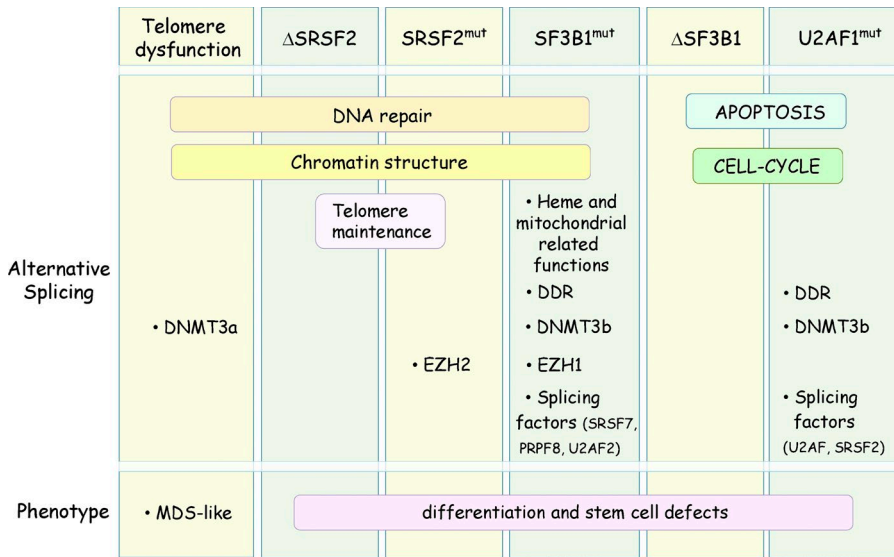 Telomere
dysfunction
ΔSRSF2
SRSF2mut
SF3B1mut
ΔSF3B1
U2AF1mut
DNA repair
APOPTOSIS
Chromatin structure
CELL-CYCLE
Telomere
maintenance
• Heme and
mitochondrial
related
functions
Alternative
Splicing
• DDR
• DDR
• DNMT3a
• DNMT3b
• DNMT3b
• EZH2
• EZH1
• Splicing
factors (SRSF7,
PRPF8, U2AF2)
• Splicing
factors
(U2AF, SRSF2)
Phenotype
• MDS-like
differentiation and stem cell defects